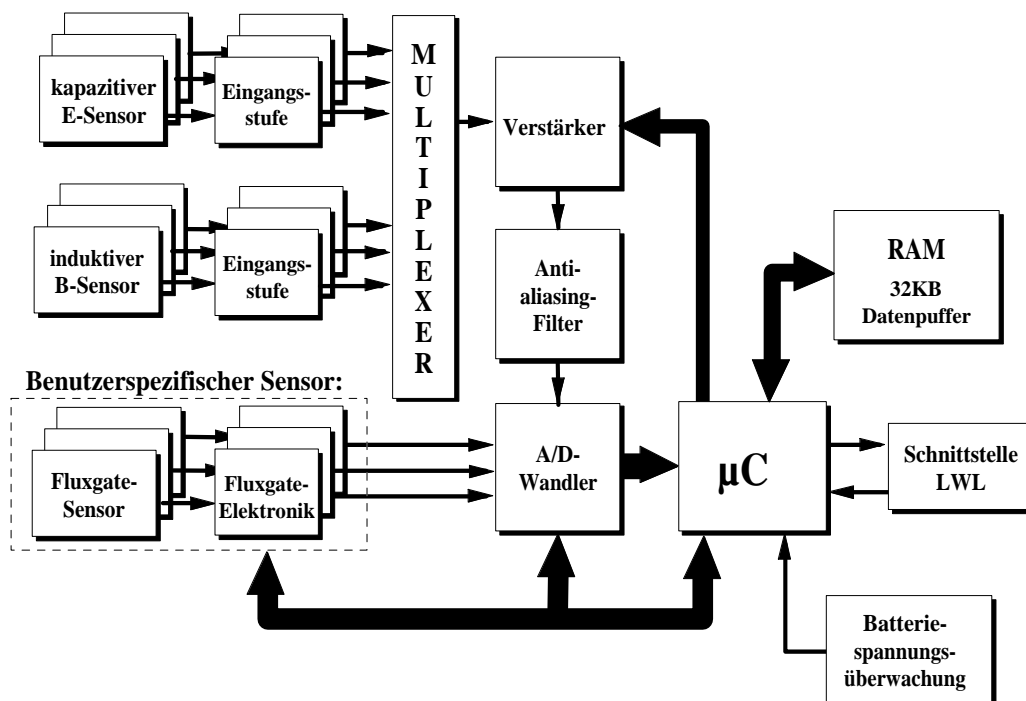 kapazitiver
E-Sensor
Eingangs-
stufe
M
U
L
T
I
P
L
E
X
E
R
Verstärker
induktiver
B-Sensor
Eingangs-
stufe
Anti-
aliasing-
Filter
RAM
32KB
Datenpuffer
Benutzerspezifischer Sensor:
Fluxgate-
Sensor
Fluxgate-
Elektronik
A/D-
Wandler
µC
Schnittstelle
LWL
Batterie-
spannungs-
überwachung